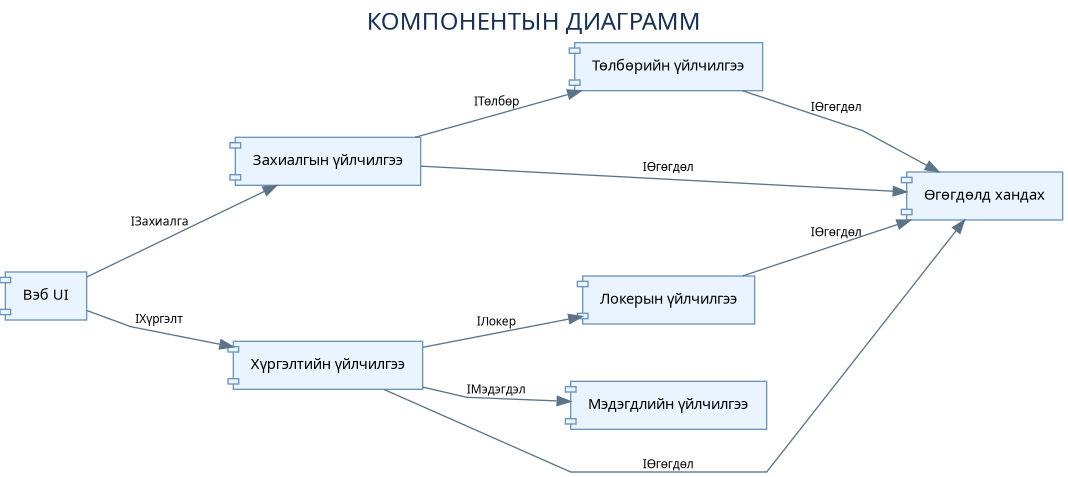 КОМПОНЕНТЫН ДИАГРАММ
Төлбөрийн үйлчилгээ
IТөлбөр
IӨгөгдөл
Захиалгын үйлчилгээ
IӨгөгдөл
Өгөгдөлд хандах
IЗахиалга
IӨгөгдөл
Вэб UI
Локерын үйлчилгээ
IХүргэлт
IЛокер
Хүргэлтийн үйлчилгээ
IМэдэгдэл
Мэдэгдлийн үйлчилгээ
IӨгөгдөл